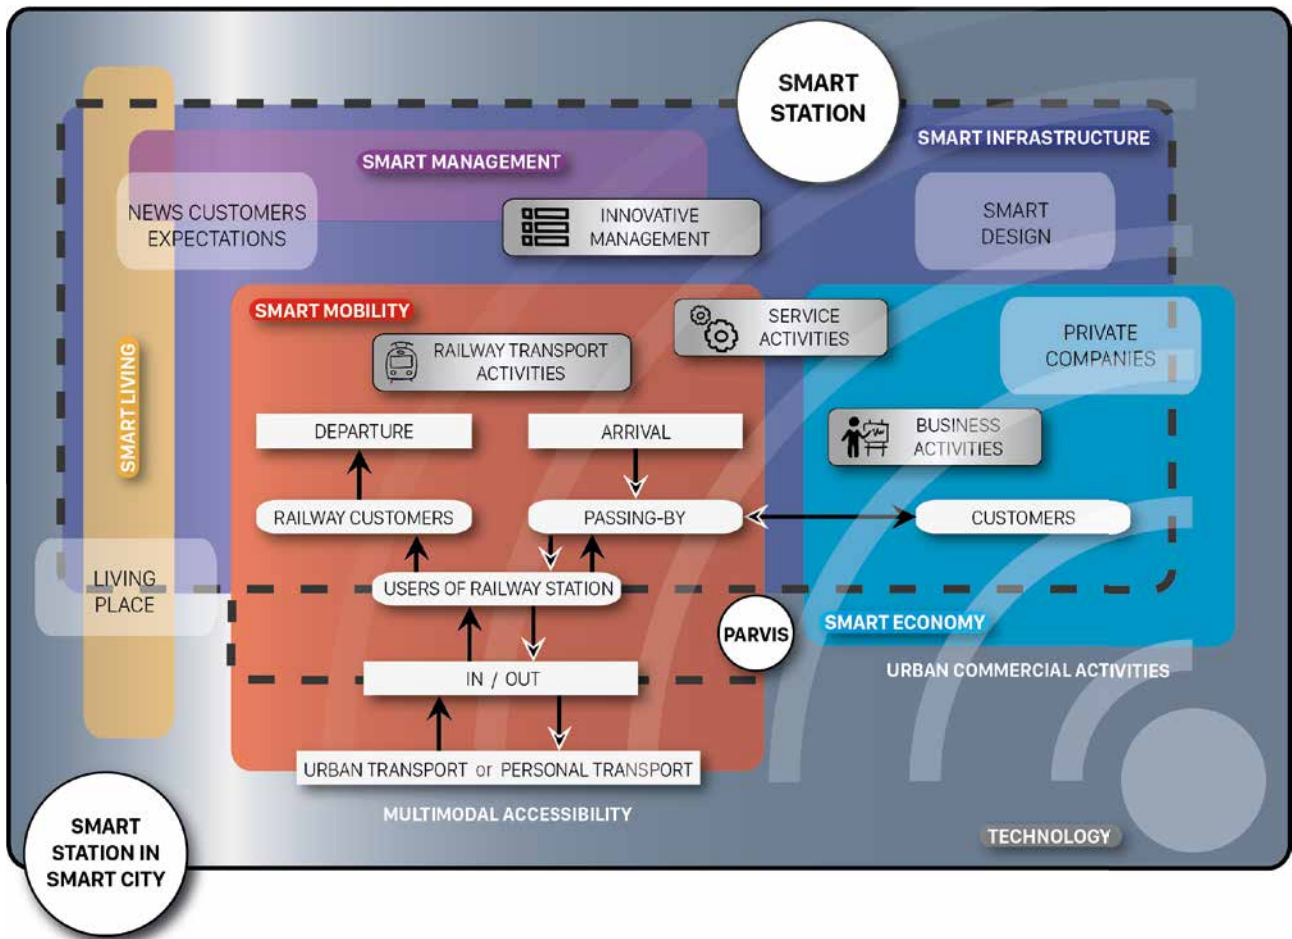 SMART
STATION
SMART INFRASTRUCTURE
SMART MANAGEMENT
NEWS CUSTOMERS
EXPECTATIONS
INNOVATIVE
MANAGEMENT
SMART
DESIGN
SMART MOBILITY
SERVICE
ACTIVITIES
PRIVATE
COMPANIES
RAILWAY TRANSPORT
ACTIVITIES
SMART LIVING
DEPARTURE
ARRIVAL
BUSINESS
ACTIVITIES
RAILWAY CUSTOMERS
PASSING-BY
CUSTOMERS
LIVING
PLACE
USERS OF RAILWAY STATION
PARVIS
SMART ECONOMY
IN / OUT
URBAN COMMERCIAL ACTIVITIES
URBAN TRANSPORT or PERSONAL TRANSPORT
MULTIMODAL ACCESSIBILITY
TECHNOLOGY
SMART
STATION IN
SMART CITY